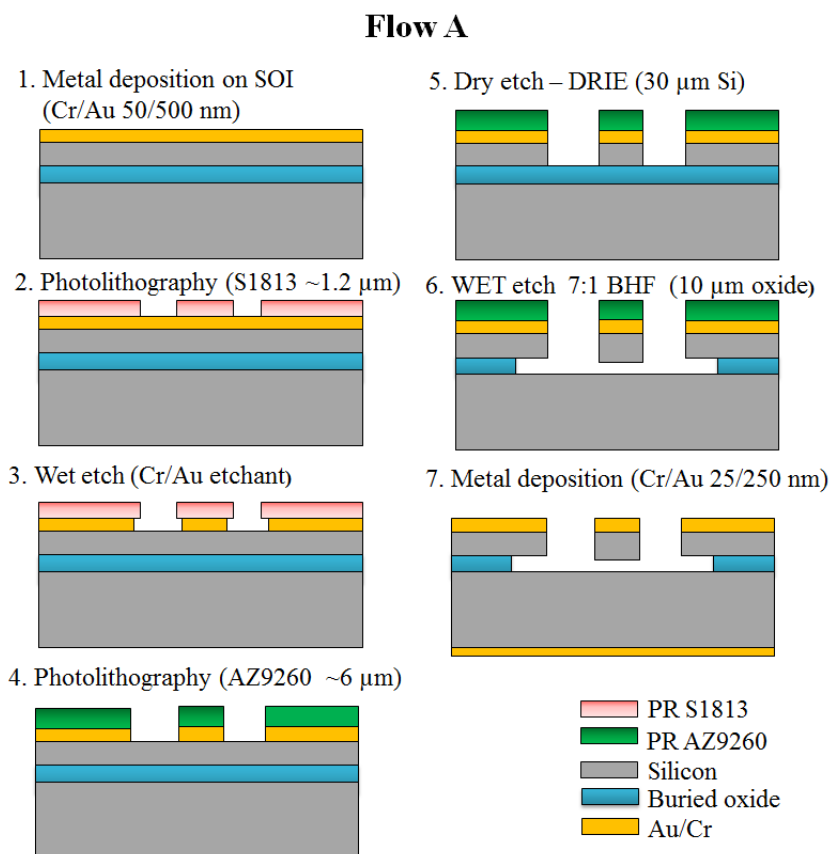 Flow A
1. Metal deposition on SOI
(Cr/Au 50/500 nm)
2. Photolithography (S1813 ~1.2 µm)
3. Wet etch (Cr/Au etchant)
4. Photolithography (AZ9260 ~6 µm)
5. Dry etch – DRIE (30 µm Si)
6. WET etch 7:1 BHF (10 µm oxide)
7. Metal deposition (Cr/Au 25/250 nm)
PR S1813
PR AZ9260
Silicon
Buried oxide
Au/Cr